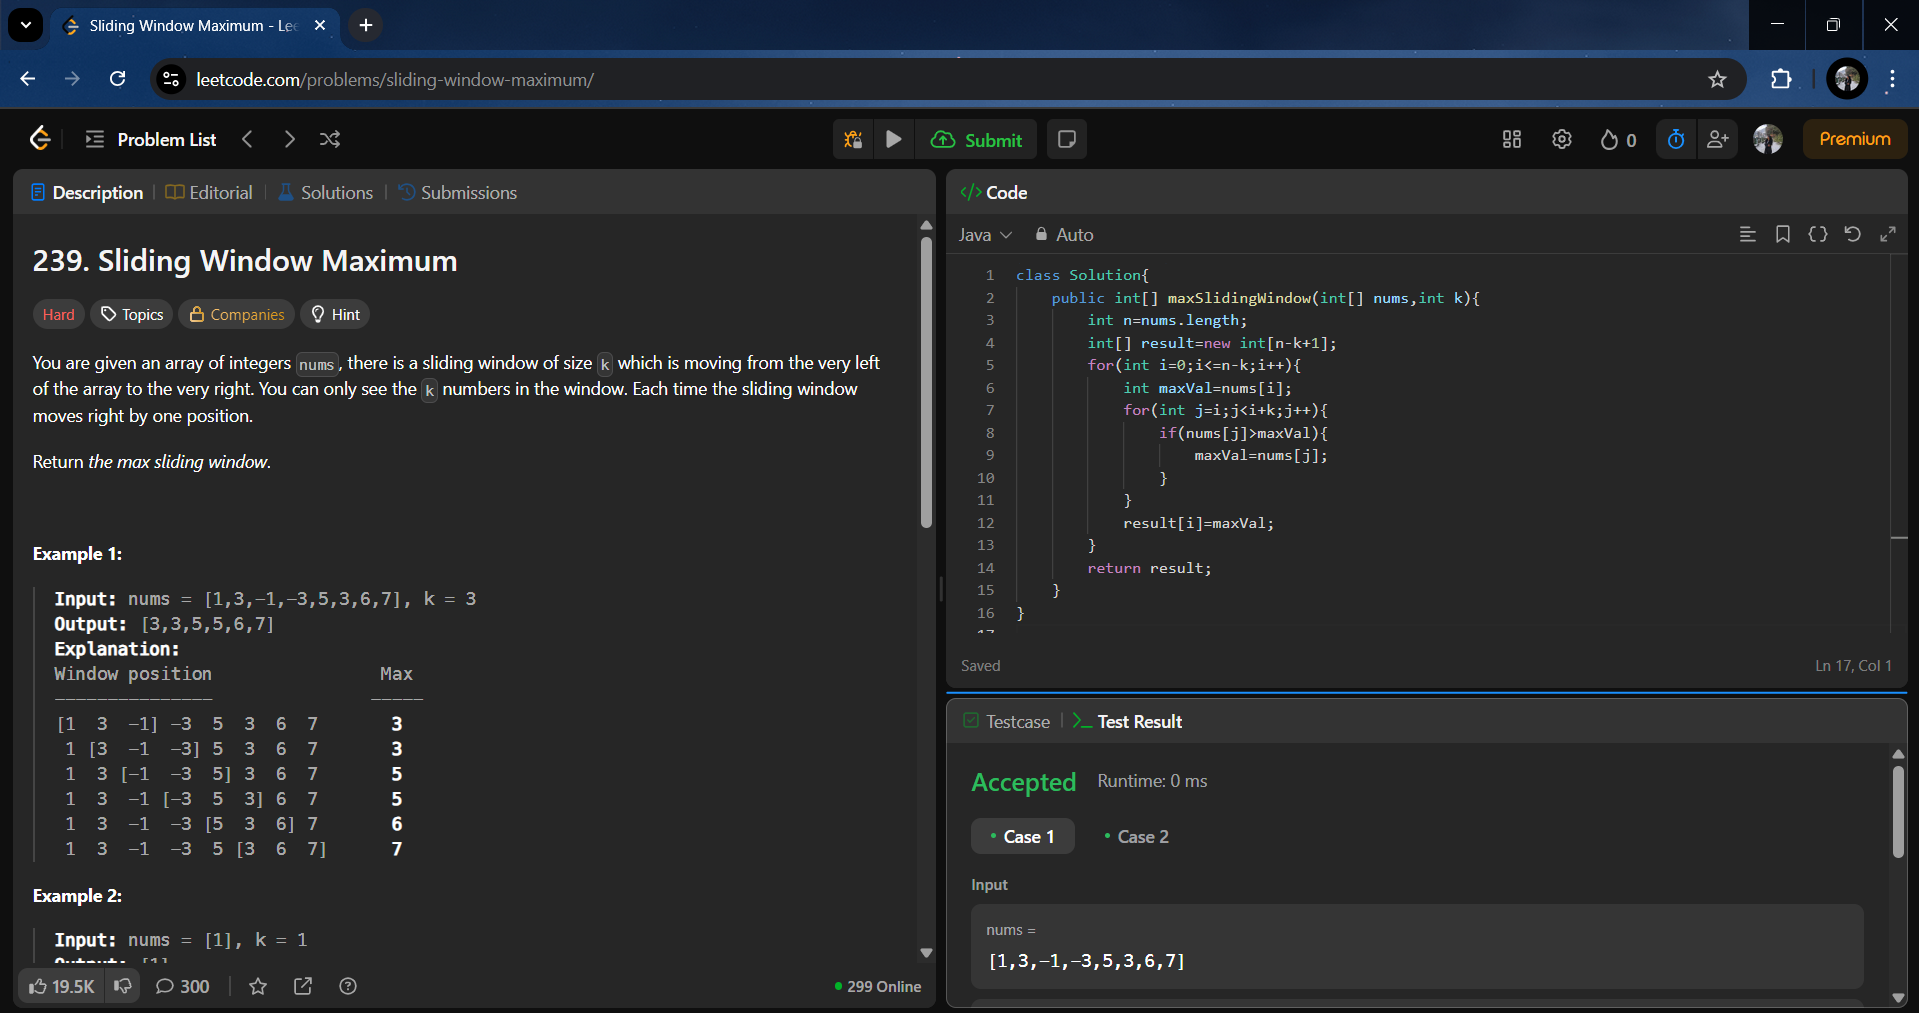 Sliding Window Maximum - Lee
leetcode.com/problems/sliding-window-maximum/
Problem List
Submit
0
Premium
Description
Editorial
Solutions
Submissions
239. Sliding Window Maximum
Hard
Topics
Companies
Hint
You are given an array of integers nums, there is a sliding window of size k which is moving from the very left
of the array to the very right. You can only see the k numbers in the window. Each time the sliding window
moves right by one position.
Return the max sliding window.
Example 1:
Input: nums = [1,3,-1,-3,5,3,6,7], k = 3
Output: [3,3,5,5,6,7]
Explanation:
Window position Max
--------------- -----
[1 3 -1] -3 5 3 6 7 3
1 [3 -1 -3] 5 3 6 7 3
1 3 [-1 -3 5] 3 6 7 5
1 3 -1 [-3 5 3] 6 7 5
1 3 -1 -3 [5 3 6] 7 6
1 3 -1 -3 5 [3 6 7] 7
Example 2:
Input: nums = [1], k = 1
Output: [1]
19.5K
300
299 Online
</> Code
Java
Auto
1 class Solution{
2 public int[] maxSlidingWindow(int[] nums,int k){
3 int n=nums.length;
4 int[] result=new int[n-k+1];
5 for(int i=0;i<=n-k;i++){
6 int maxVal=nums[i];
7 for(int j=i;j<i+k;j++){
8 if(nums[j]>maxVal){
9 maxVal=nums[j];
10 }
11 }
12 result[i]=maxVal;
13 }
14 return result;
15 }
16 }
17
Saved
Ln 17, Col 1
Testcase
Test Result
Accepted
Runtime: 0 ms
Case 1
Case 2
Input
nums =
[1,3,-1,-3,5,3,6,7]